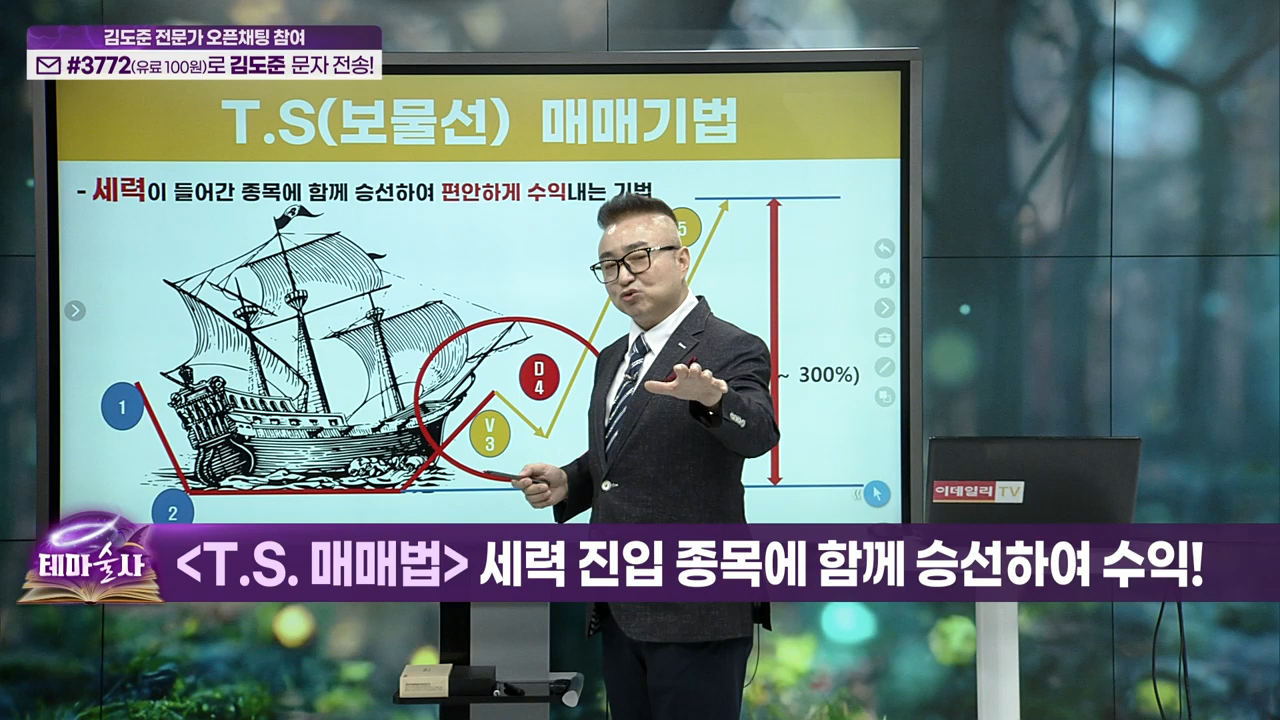 김도준 전문가 오픈채팅 참여
#3772(유료 100원)로 김도준 문자 전송!
T.S(보물선) 매매기법
- 세력이 들어간 종목에 함께 승선하여 편안하게 수익내는 기법
5
D
4
~ 300%)
1
V
3
2
이데일리 TV
테마술사
<T.S. 매매법> 세력 진입 종목에 함께 승선하여 수익!